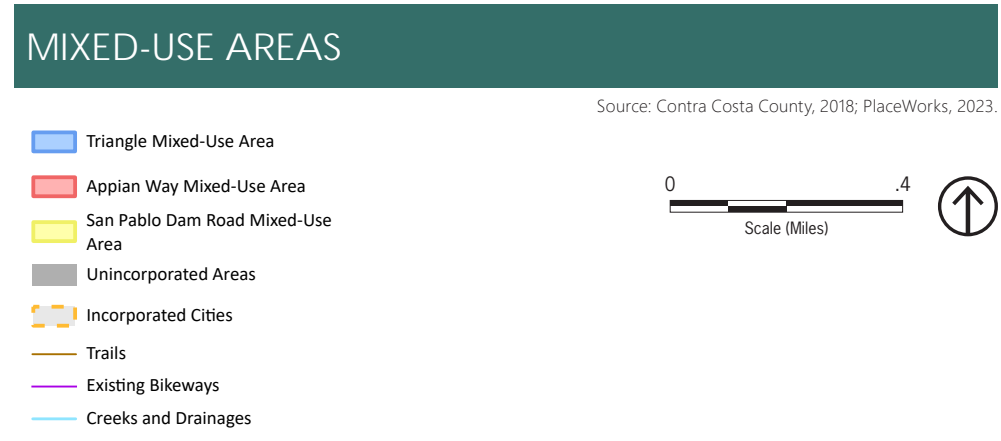 MIXED-USE AREAS
Source: Contra Costa County, 2018; PlaceWorks, 2023.
Triangle Mixed-Use Area
Appian Way Mixed-Use Area
San Pablo Dam Road Mixed-Use
Area
Unincorporated Areas
Incorporated Cities
Trails
Existing Bikeways
Creeks and Drainages
0 .4
Scale (Miles)